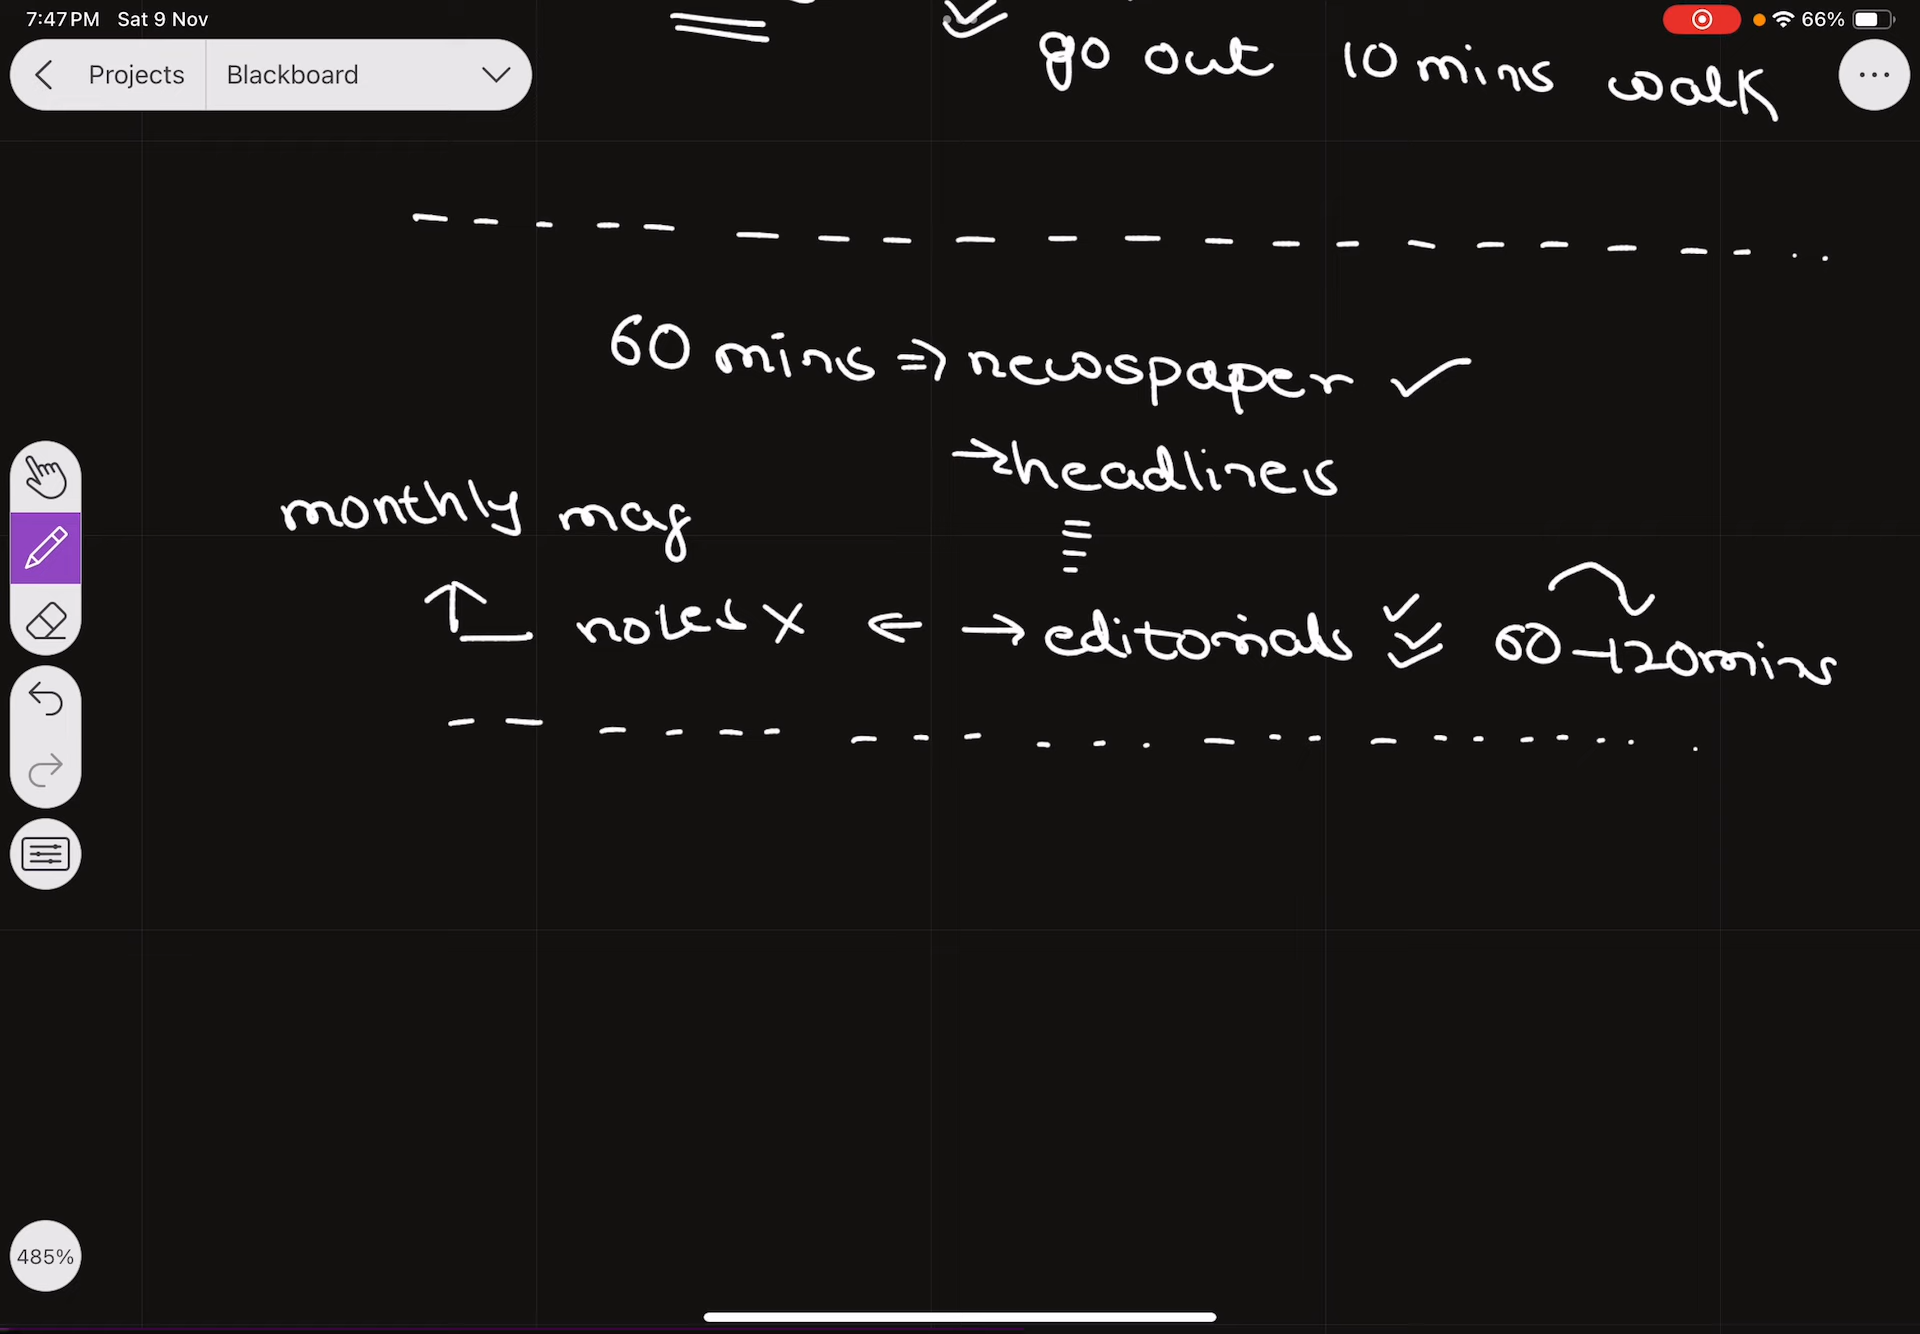 7:47 PM Sat 9 Nov
66%
Projects Blackboard
go out 10 mins walk
60 mins ⇒ newspaper ✓
→ headlines
monthly mag
notes X ← → editorials ✓ 60-120mins
485%